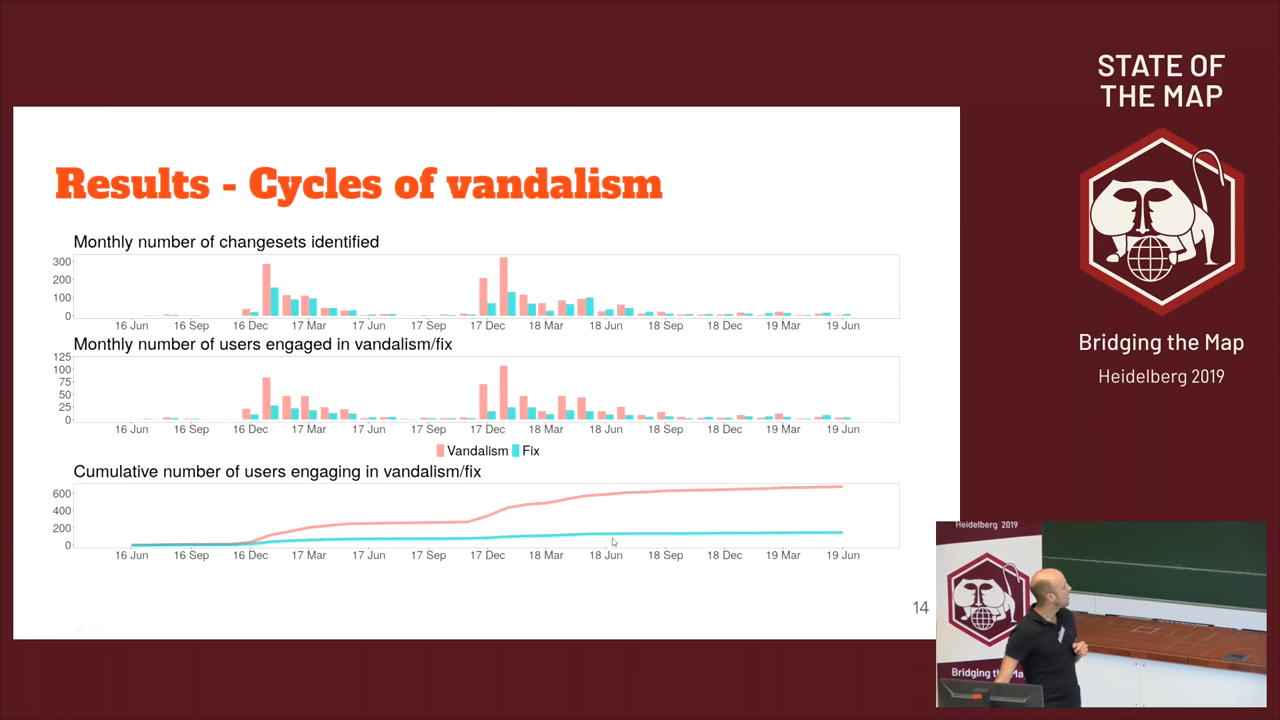 STATE OF
THE MAP
Bridging the Map
Heidelberg 2019
Results - Cycles of vandalism
Monthly number of changesets identified
300
200
100
0
16 Jun 16 Sep 16 Dec 17 Mar 17 Jun 17 Sep 17 Dec 18 Mar 18 Jun 18 Sep 18 Dec 19 Mar 19 Jun
Monthly number of users engaged in vandalism/fix
125
100
75
50
25
0
16 Jun 16 Sep 16 Dec 17 Mar 17 Jun 17 Sep 17 Dec 18 Mar 18 Jun 18 Sep 18 Dec 19 Mar 19 Jun
Vandalism Fix
Cumulative number of users engaging in vandalism/fix
600
400
200
0
16 Jun 16 Sep 16 Dec 17 Mar 17 Jun 17 Sep 17 Dec 18 Mar 18 Jun 18 Sep 18 Dec 19 Mar 19 Jun
14
Heidelberg 2019
Bridging the Ma